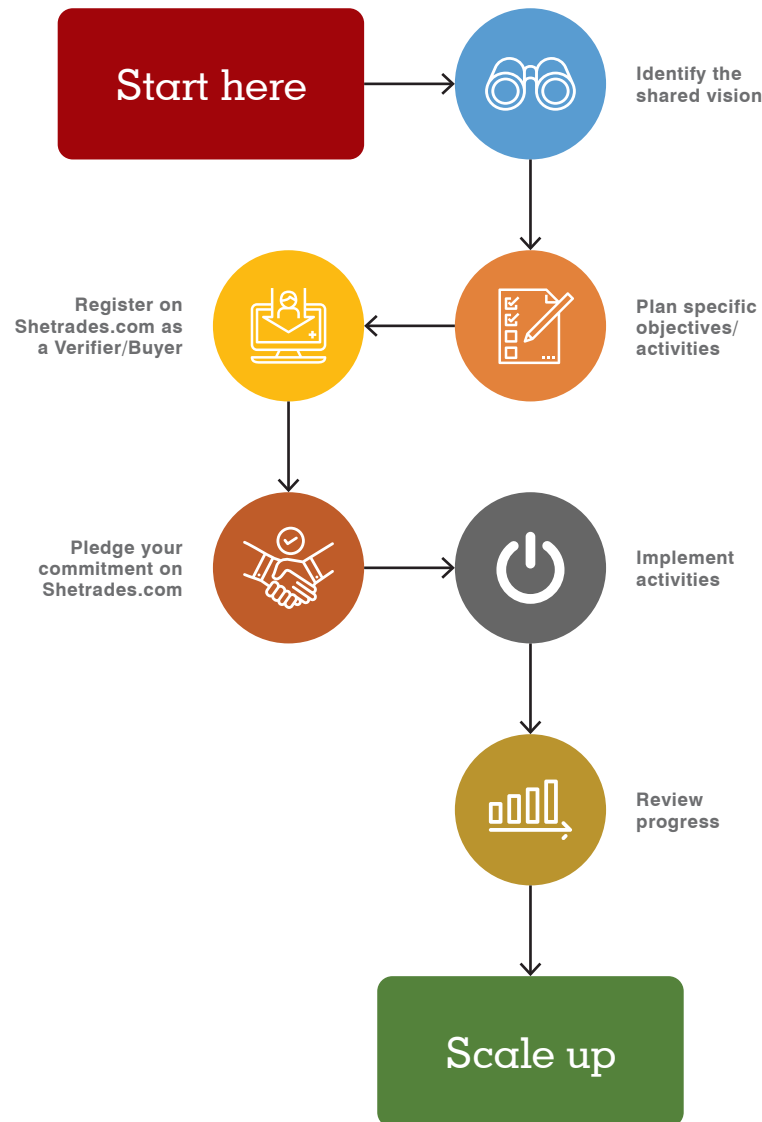 Start here
Identify the
shared vision
Plan specific
objectives/
activities
Register on
Shetrades.com as
a Verifier/Buyer
Pledge your
commitment on
Shetrades.com
Implement
activities
Review
progress
Scale up